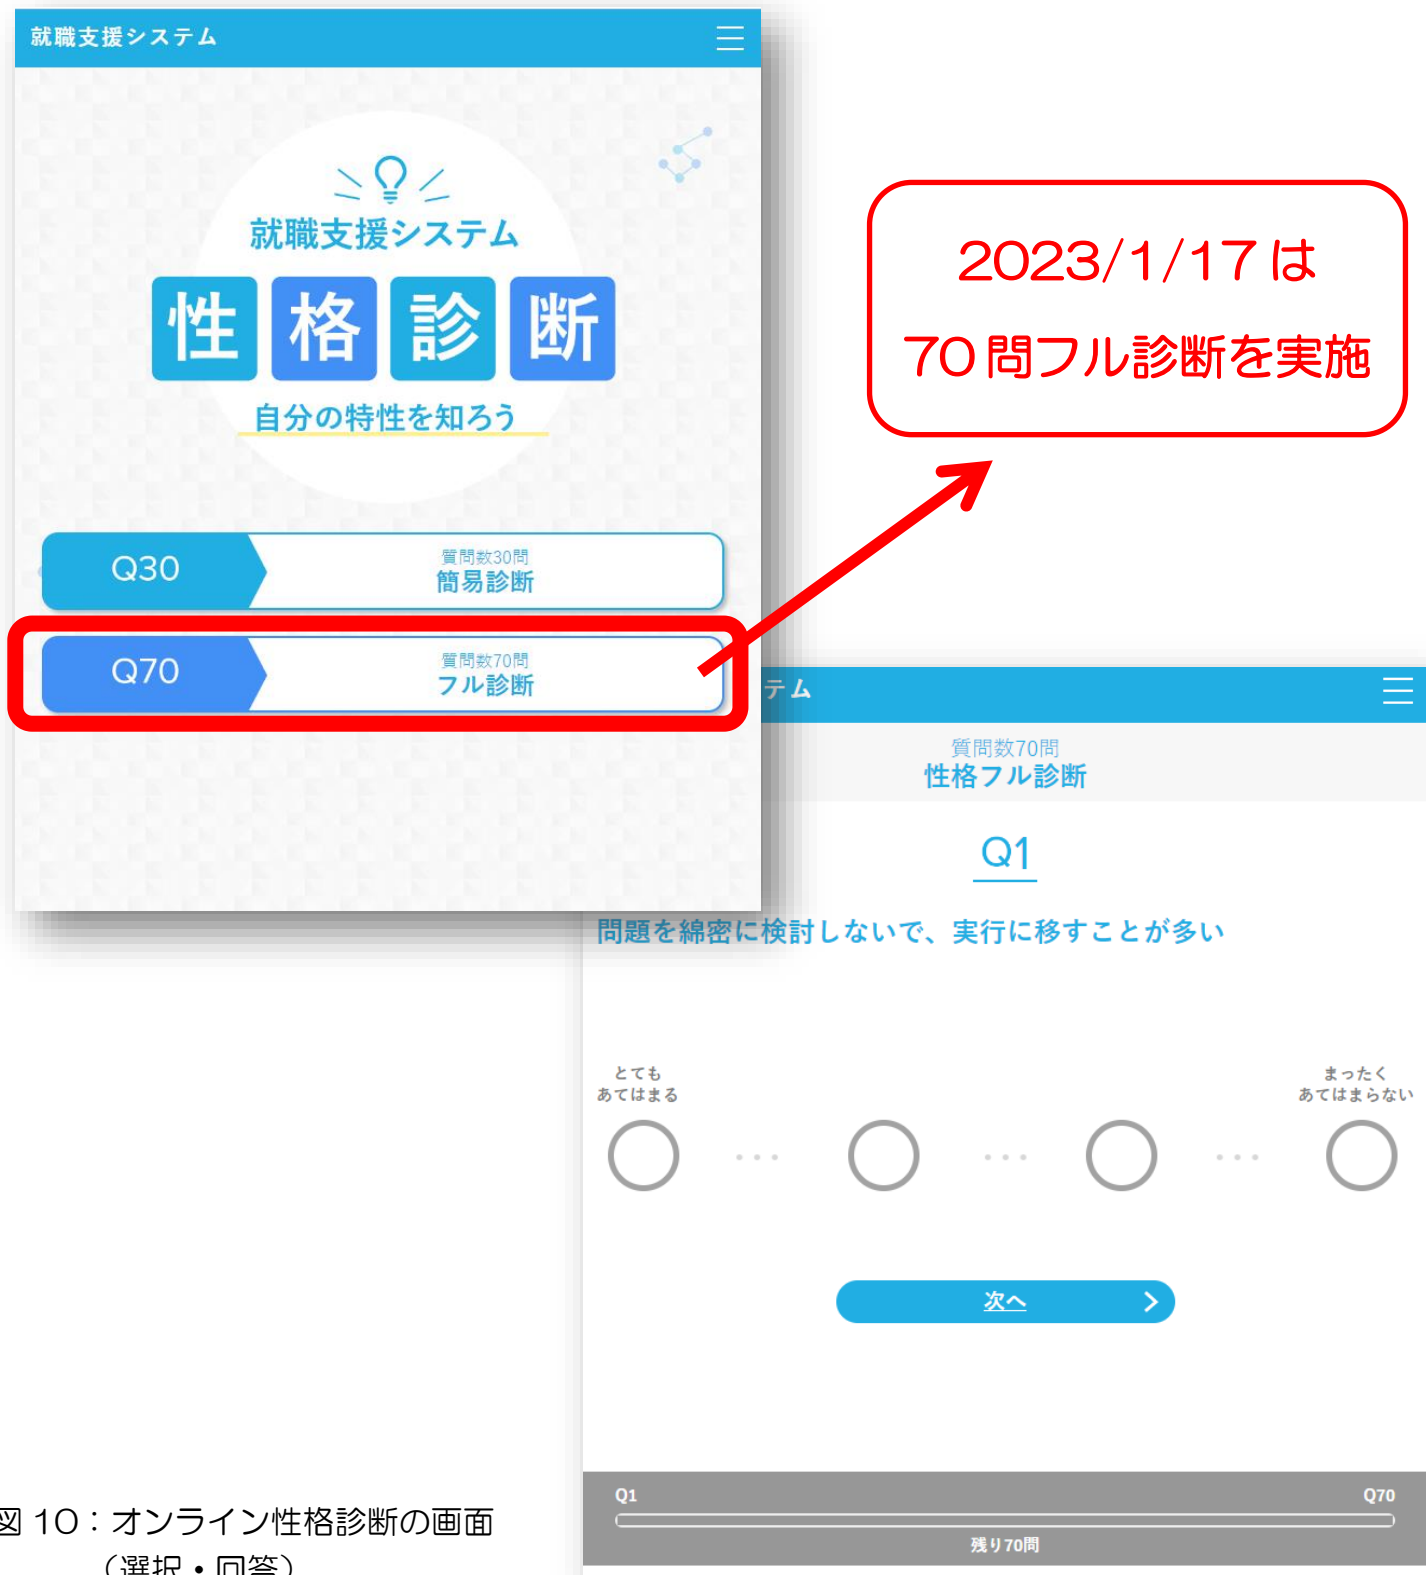 就職支援システム
就職支援システム
性格診断
自分の特性を知ろう
Q30
質問数30問
簡易診断
Q70
質問数70問
フル診断
2023/1/17は
70問フル診断を実施
テム
質問数70問
性格フル診断
Q1
問題を綿密に検討しないで、実行に移すことが多い
とても
あてはまる
まったく
あてはまらない
次へ
Q1
Q70
残り70問
図 10:オンライン性格診断の画面
(選択・回答)